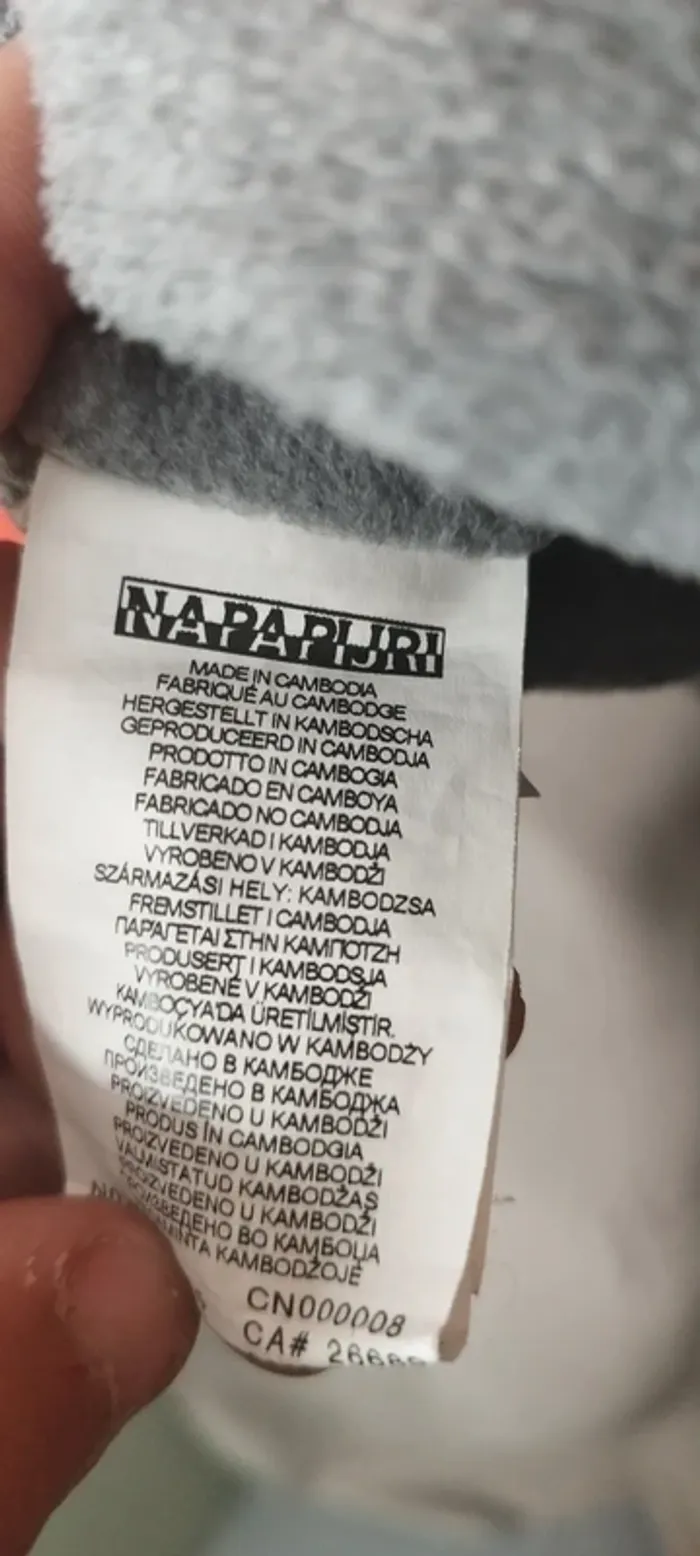 NAPAPIJRI
MADE IN CAMBODIA
FABRIQUÉ AU CAMBODGE
HERGESTELLT IN KAMBODSCHA
GEPRODUCEERD IN CAMBODJA
PRODOTTO IN CAMBOGIA
FABRICADO EN CAMBOYA
FABRICADO NO CAMBODJA
TILLVERKAD I KAMBODJA
VYROBENO V KAMBODŽI
SZÁRMAZÁSI HELY: KAMBODZSA
FREMSTILLET I CAMBODJA
ΠΑΡΑΓΕΤΑΙ ΣΤΗΝ ΚΑΜΠΟΤΖΗ
PRODUSERT I KAMBODSJA
VYROBENÉ V KAMBODŽI
KAMBOÇYA'DA ÜRETİLMİŞTİR.
WYPRODUKOWANO W KAMBODŻY
СДЕЛАНО В КАМБОДЖЕ
ПРОИЗВЕДЕНО В КАМБОДЖА
PROIZVEDENO U KAMBODŽI
PRODUS ÎN CAMBODGIA
PROIZVEDENO U KAMBODŽI
VALMISTATUD KAMBODŽAS
PROIZVEDENO U KAMBODŽI
ПРОИЗВЕДЕНО ВО КАМБОЏА
KAMBODŽOJE
CN000008
CA#